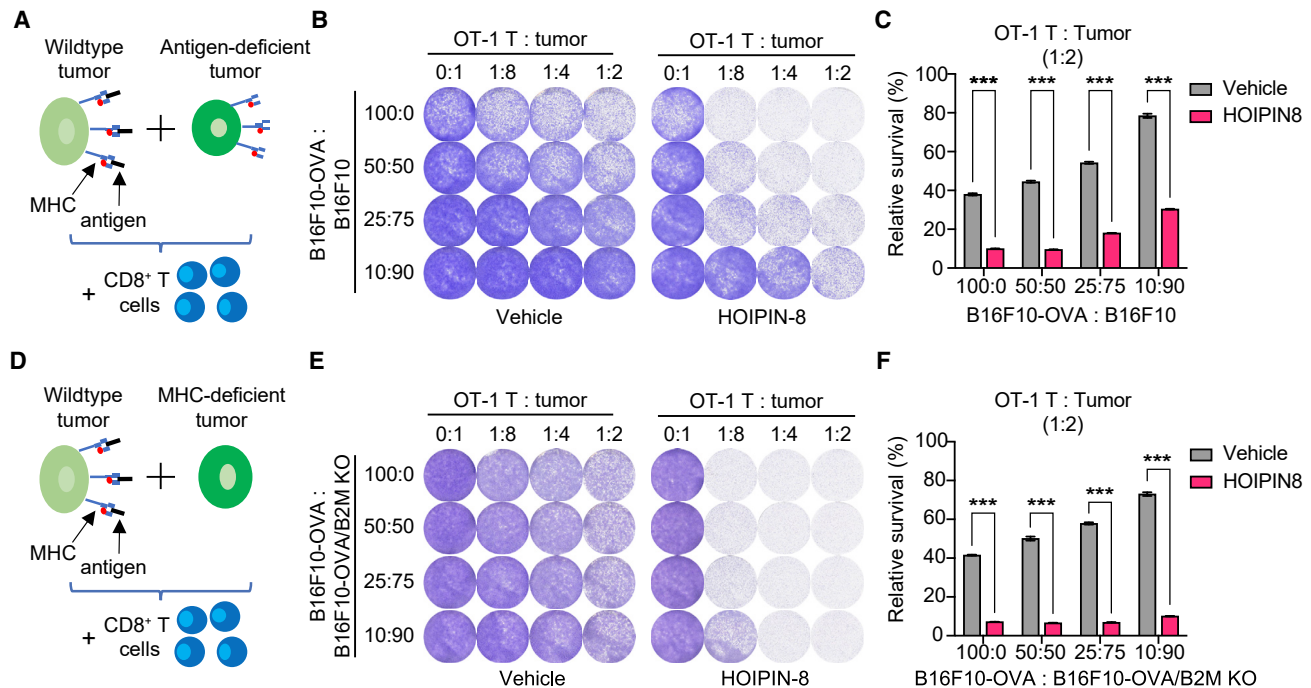 A
Wildtype
tumor
Antigen-deficient
tumor
MHC
antigen
+
CD8⁺ T
cells
B
OT-1 T : tumor
OT-1 T : tumor
0:1 1:8 1:4 1:2
0:1 1:8 1:4 1:2
B16F10-OVA :
B16F10
100:0
50:50
25:75
10:90
Vehicle
HOIPIN-8
C
OT-1 T : Tumor
(1:2)
Relative survival (%)
100
80
60
40
20
0
*** *** *** ***
Vehicle
HOIPIN8
100:0 50:50 25:75 10:90
B16F10-OVA : B16F10
D
Wildtype
tumor
MHC-deficient
tumor
MHC
antigen
+
CD8⁺ T
cells
E
OT-1 T : tumor
OT-1 T : tumor
0:1 1:8 1:4 1:2
0:1 1:8 1:4 1:2
B16F10-OVA :
B16F10-OVA/B2M KO
100:0
50:50
25:75
10:90
Vehicle
HOIPIN-8
F
OT-1 T : Tumor
(1:2)
Relative survival (%)
100
80
60
40
20
0
*** *** *** ***
Vehicle
HOIPIN8
100:0 50:50 25:75 10:90
B16F10-OVA : B16F10-OVA/B2M KO